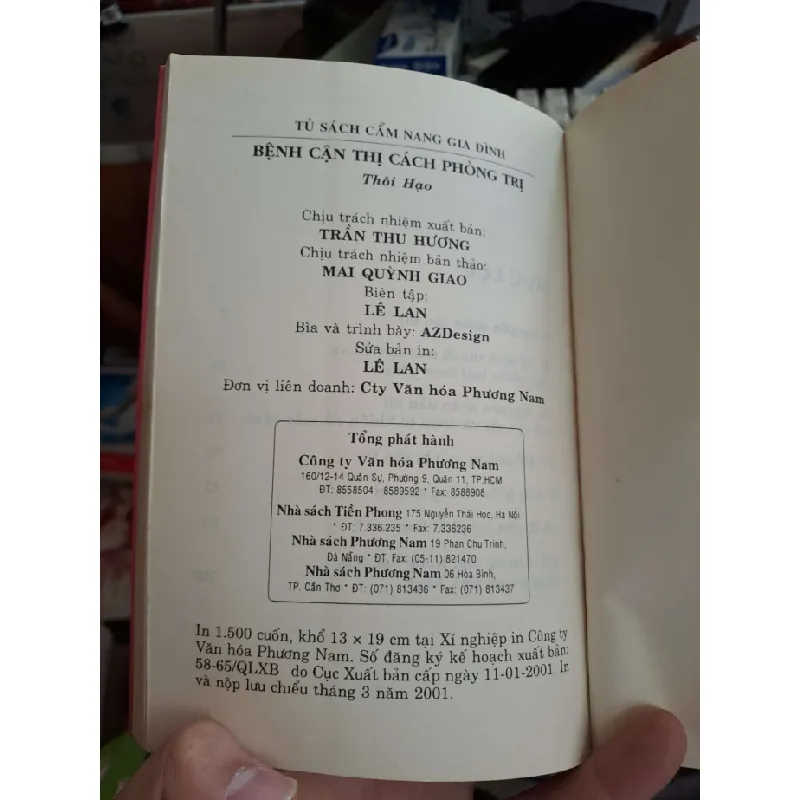 TỦ SÁCH CẨM NANG GIA ĐÌNH
BỆNH CẬN THỊ CÁCH PHÒNG TRỊ
Thôi Hạo
Chịu trách nhiệm xuất bản:
TRẦN THU HƯƠNG
Chịu trách nhiệm bản thảo:
MAI QUỲNH GIAO
Biên tập:
LÊ LAN
Bìa và trình bày: AZDesign
Sửa bản in:
LÊ LAN
Đơn vị liên doanh: Cty Văn hóa Phương Nam
Tổng phát hành
Công ty Văn hóa Phương Nam
160/12-14 Quân Sự, Phường 9, Quận 11, TP.HCM
ĐT: 8558504 - 8589592 * Fax: 8588908
Nhà sách Tiền Phong 175 Nguyễn Thái Học, Hà Nội
* ĐT: 7.336.235 * Fax: 7.336236
Nhà sách Phương Nam 19 Phan Chu Trinh,
Đà Nẵng * ĐT. Fax: (05-11) 821470
Nhà sách Phương Nam 06 Hòa Bình,
TP. Cần Thơ * ĐT: (071) 813436 * Fax: (071) 813437
In 1.500 cuốn, khổ 13 x 19 cm tại Xí nghiệp in Công ty
Văn hóa Phương Nam. Số đăng ký kế hoạch xuất bản:
58-65/QLXB do Cục Xuất bản cấp ngày 11-01-2001. In
và nộp lưu chiểu tháng 3 năm 2001.